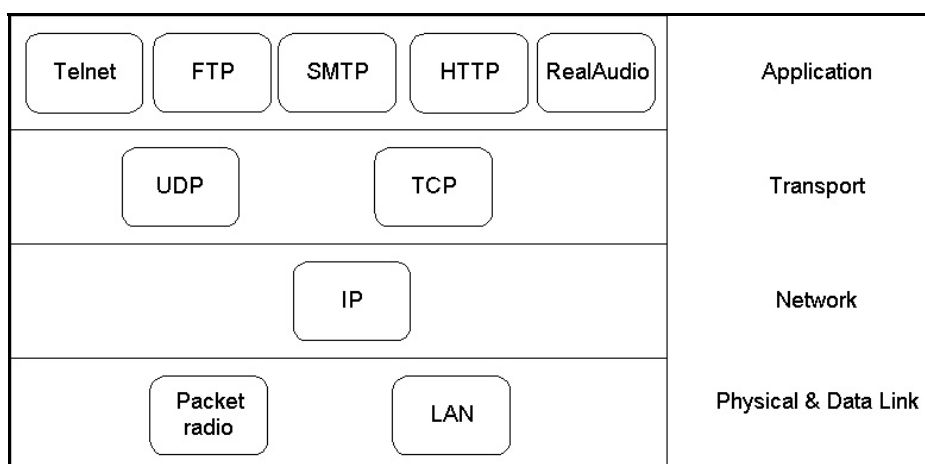 Telnet FTP SMTP HTTP RealAudio Application
UDP TCP Transport
IP Network
Packet
radio
LAN
Physical & Data Link